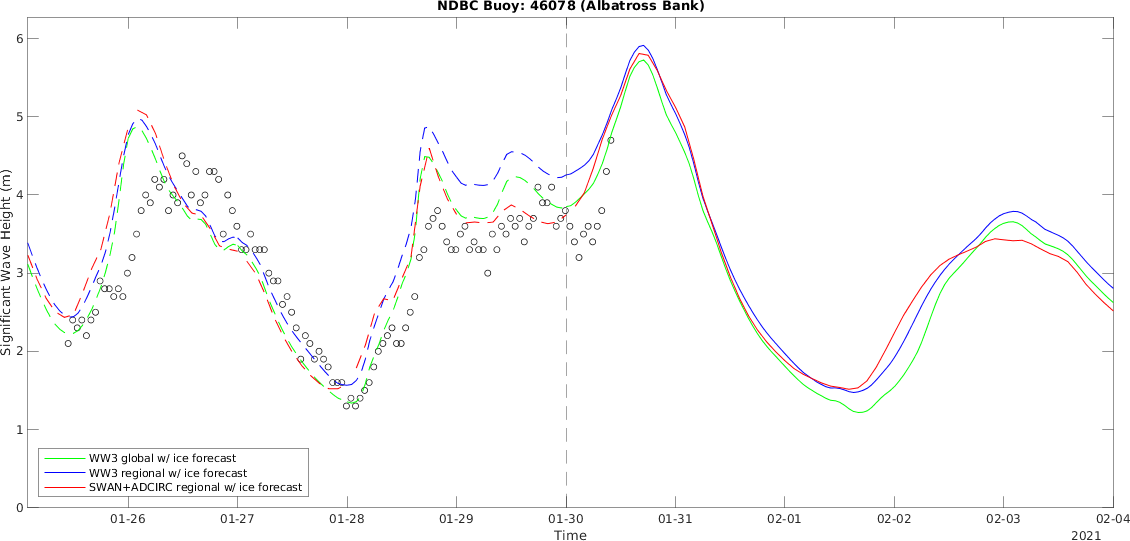 NDBC Buoy: 46078 (Albatross Bank)
Significant Wave Height (m)
6
5
4
3
2
1
0
WW3 global w/ ice forecast
WW3 regional w/ ice forecast
SWAN+ADCIRC regional w/ ice forecast
01-26 01-27 01-28 01-29 01-30 01-31 02-01 02-02 02-03 02-04
Time
2021